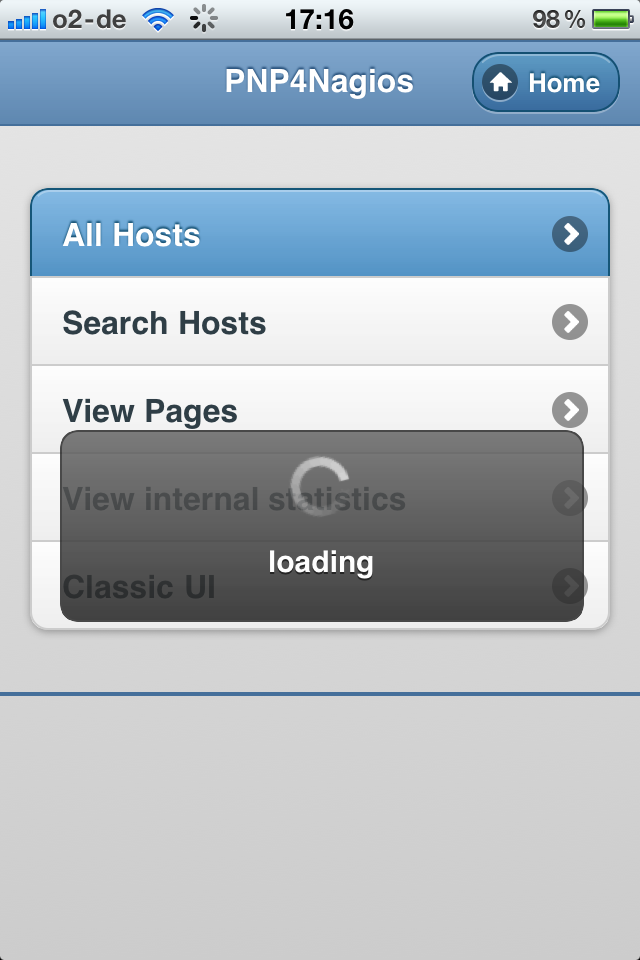 o2-de 17:16 98 %
PNP4Nagios Home
All Hosts
Search Hosts
View Pages
View internal statistics
loading
Classic UI